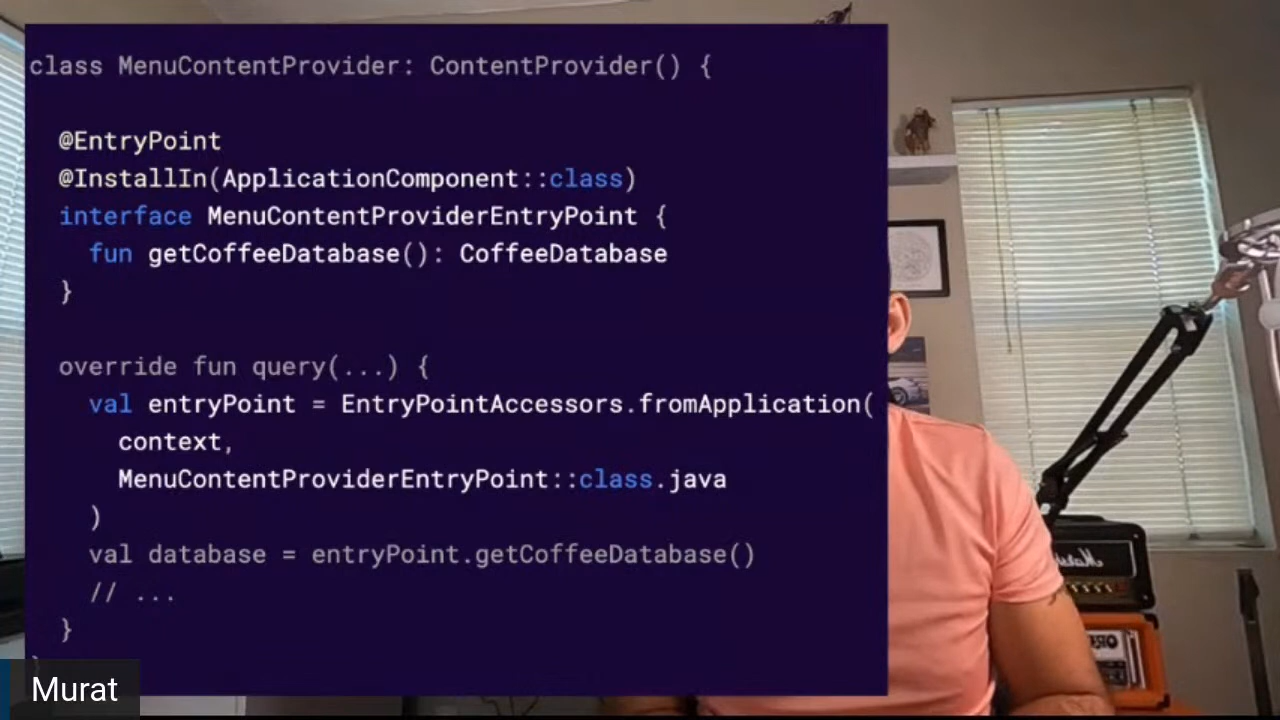 class MenuContentProvider: ContentProvider() {
@EntryPoint
@InstallIn(ApplicationComponent::class)
interface MenuContentProviderEntryPoint {
fun getCoffeeDatabase(): CoffeeDatabase
}
override fun query(...) {
val entryPoint = EntryPointAccessors.fromApplication(
context,
MenuContentProviderEntryPoint::class.java
)
val database = entryPoint.getCoffeeDatabase()
// ...
}
}
Murat
Marshall